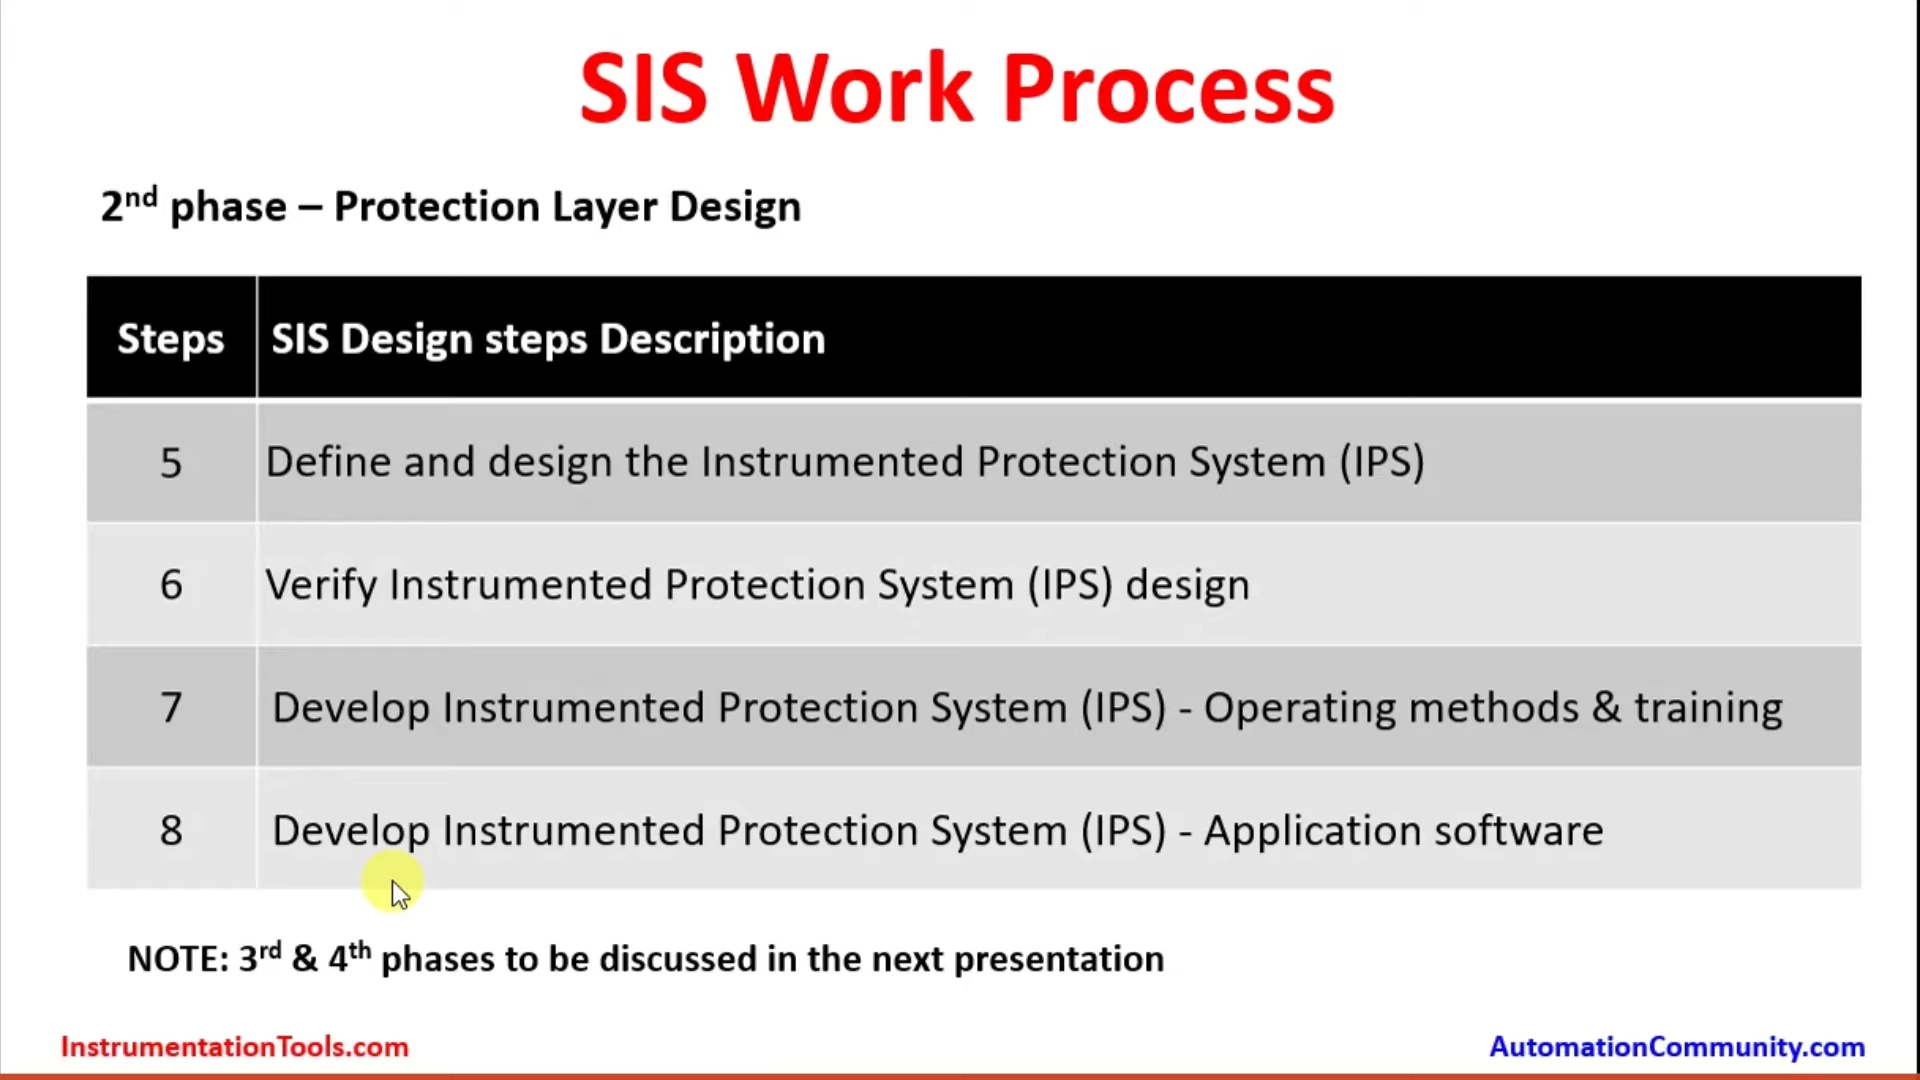 SIS Work Process
2nd phase – Protection Layer Design
Steps SIS Design steps Description
5 Define and design the Instrumented Protection System (IPS)
6 Verify Instrumented Protection System (IPS) design
7 Develop Instrumented Protection System (IPS) - Operating methods & training
8 Develop Instrumented Protection System (IPS) - Application software
NOTE: 3rd & 4th phases to be discussed in the next presentation
InstrumentationTools.com AutomationCommunity.com